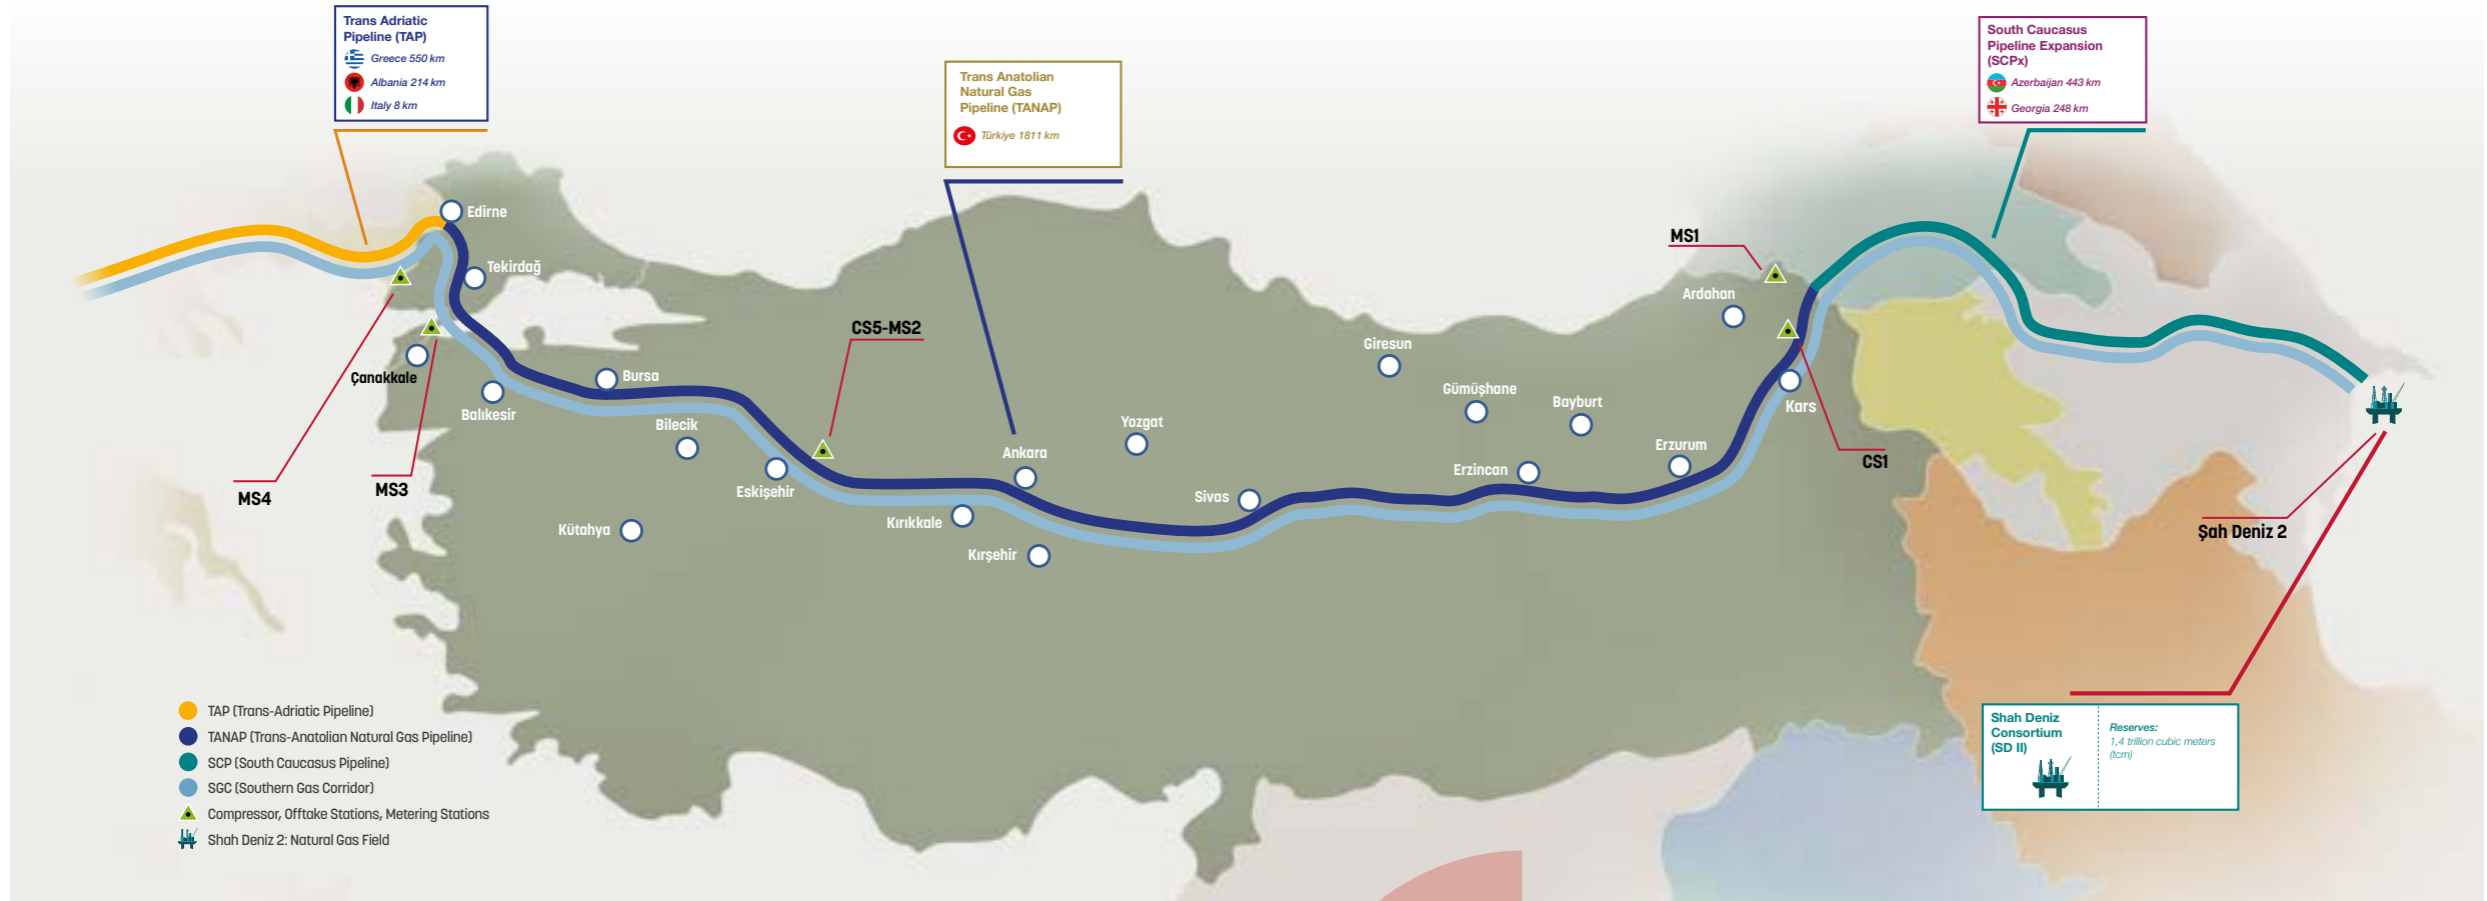 Trans Adriatic
Pipeline (TAP)
Greece 550 km
Albania 214 km
Italy 8 km
Trans Anatolian
Natural Gas
Pipeline (TANAP)
Türkiye 1811 km
South Caucasus
Pipeline Expansion
(SCPx)
Azerbaijan 443 km
Georgia 248 km
Edirne
Tekirdağ
MS1
Ardahan
CS5-MS2
Giresun
Çanakkale
Bursa
Gümüşhane
Bayburt
Kars
Balıkesir
Bilecik
Yozgat
Ankara
Erzurum
CS1
Erzincan
MS4
MS3
Eskişehir
Sivas
Kırıkkale
Kütahya
Kırşehir
Şah Deniz 2
TAP (Trans-Adriatic Pipeline)
TANAP (Trans-Anatolian Natural Gas Pipeline)
SCP (South Caucasus Pipeline)
SGC (Southern Gas Corridor)
Compressor, Offtake Stations, Metering Stations
Shah Deniz 2: Natural Gas Field
Shah Deniz
Consortium
(SD II)
Reserves:
1,4 trillion cubic meters
(tcm)